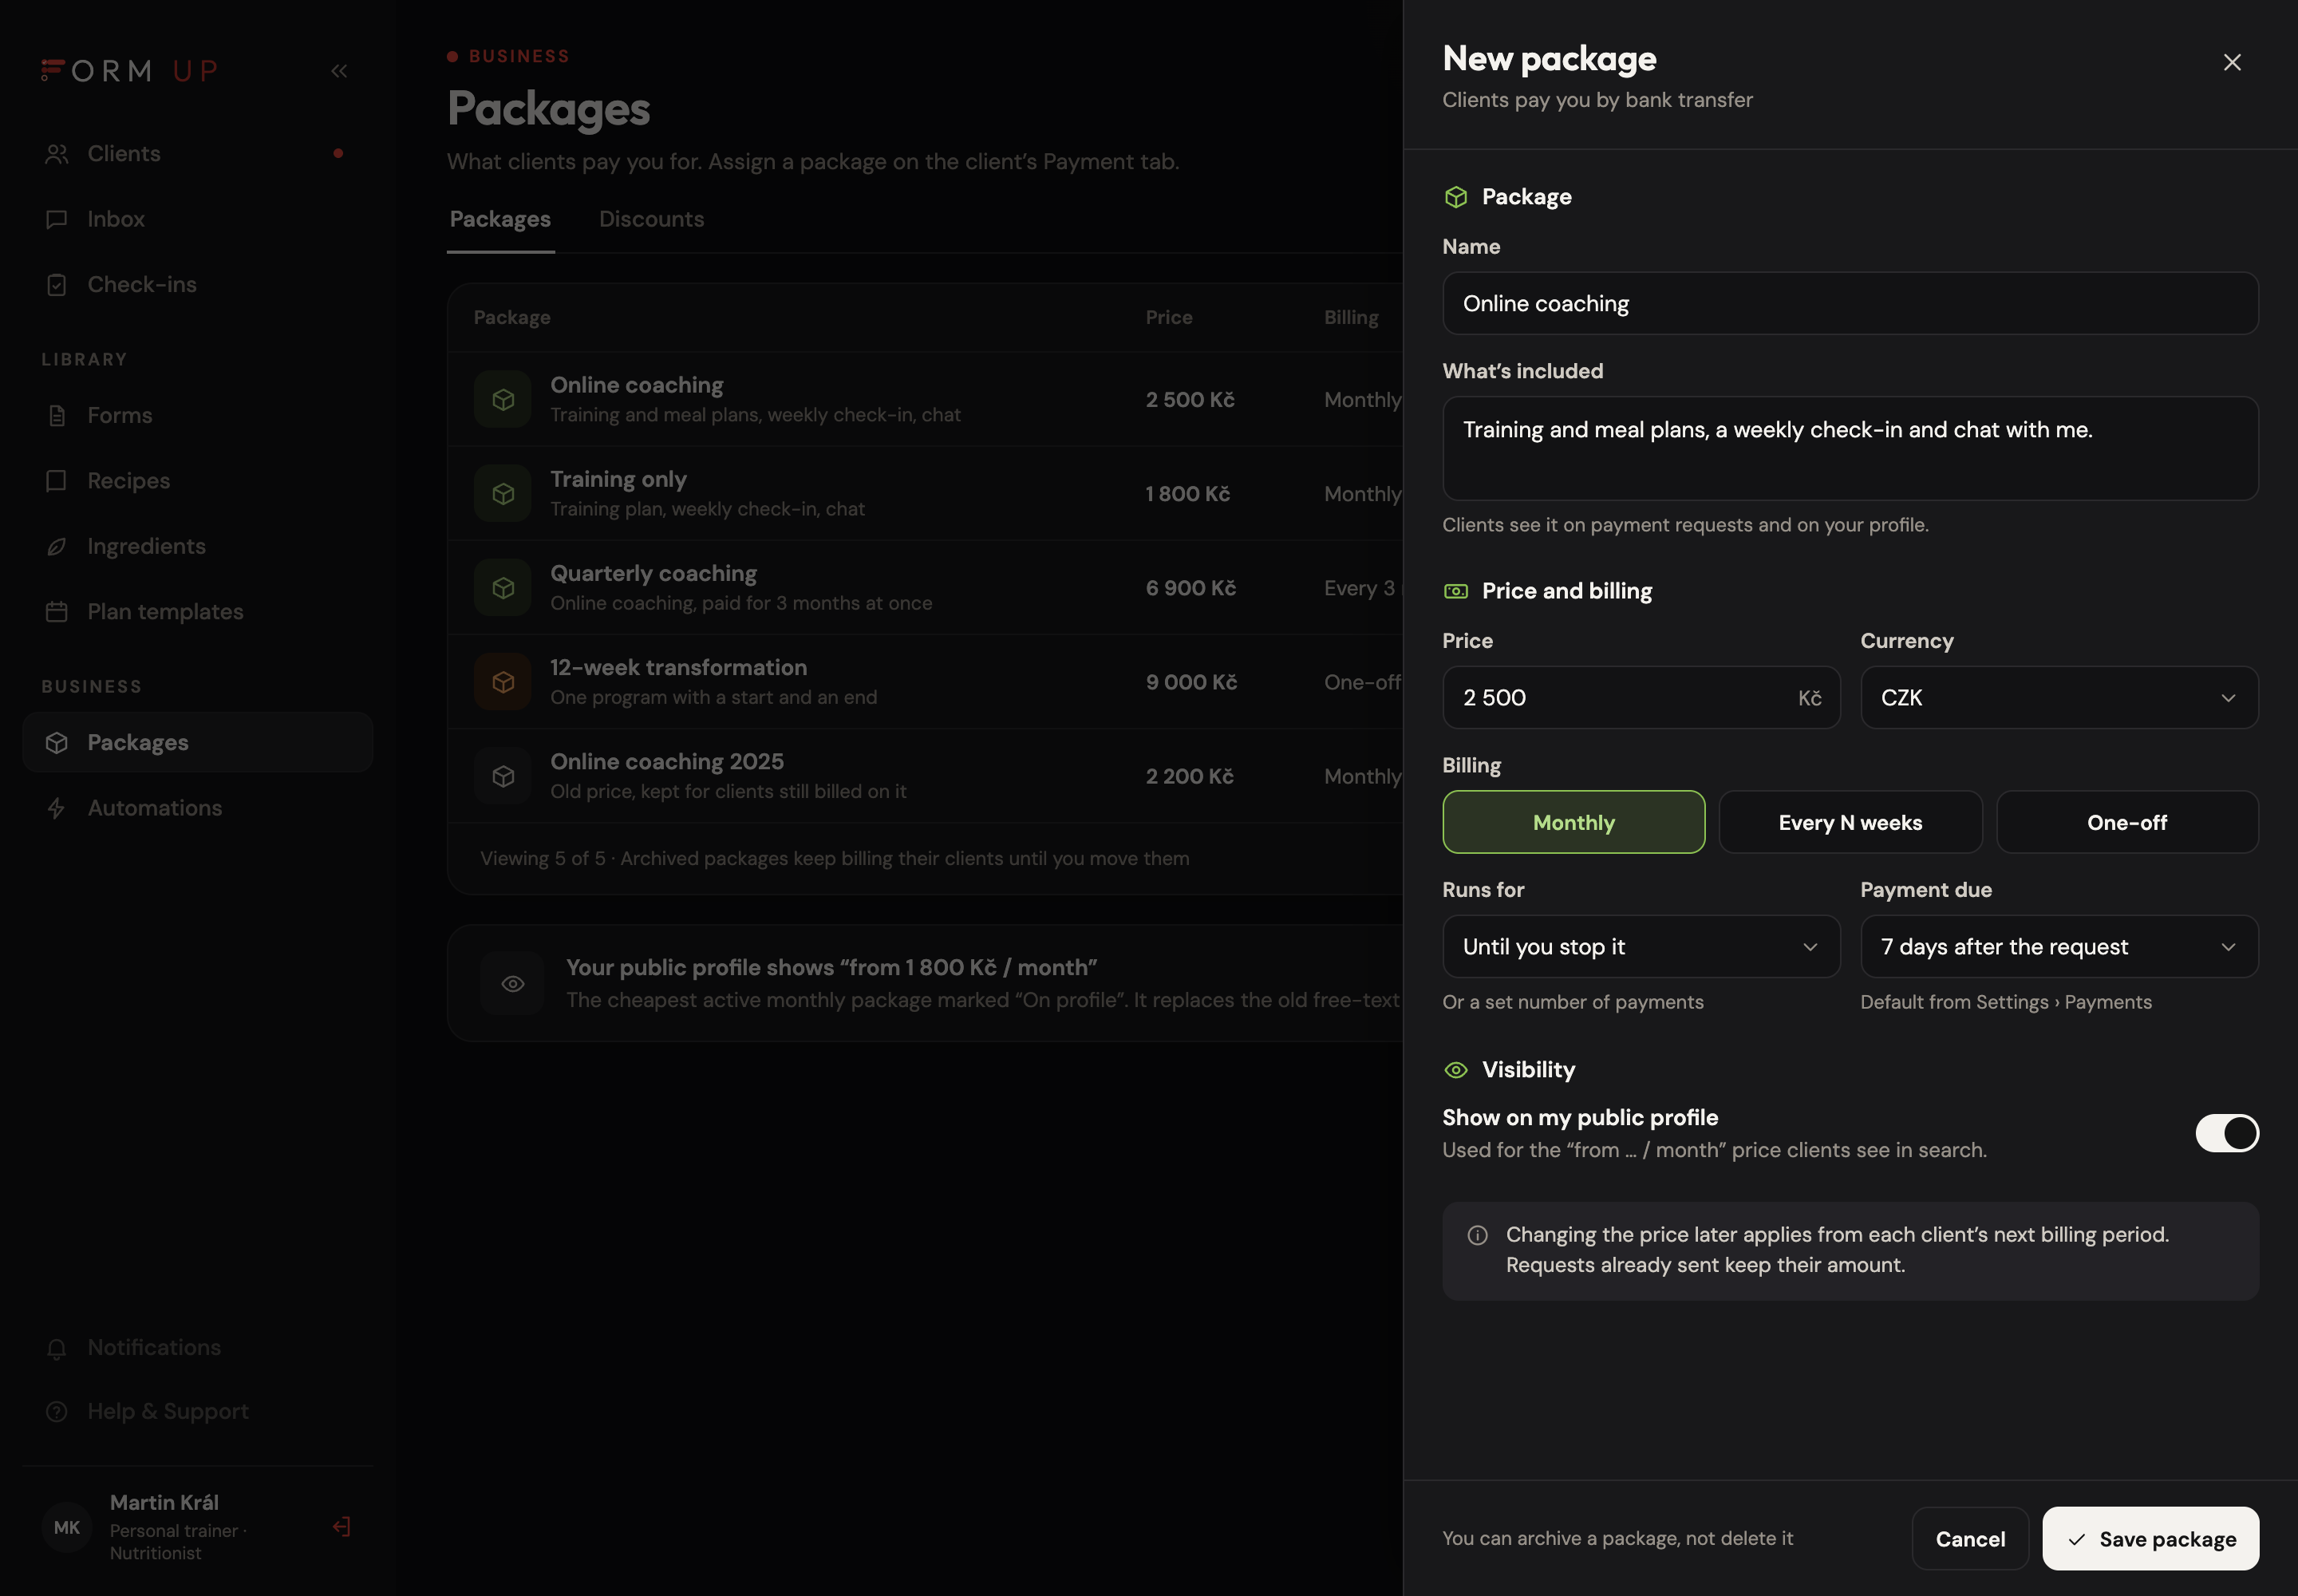 FORM UP
Clients
Inbox
Check-ins
LIBRARY
Forms
Recipes
Ingredients
Plan templates
BUSINESS
Packages
Automations
Notifications
Help & Support
MK
Martin Král
Personal trainer ·
Nutritionist
BUSINESS
Packages
What clients pay you for. Assign a package on the client’s Payment tab.
Packages Discounts
Package Price Billing
Online coaching
Training and meal plans, weekly check-in, chat
2 500 Kč Monthly
Training only
Training plan, weekly check-in, chat
1 800 Kč Monthly
Quarterly coaching
Online coaching, paid for 3 months at once
6 900 Kč Every 3
12-week transformation
One program with a start and an end
9 000 Kč One-off
Online coaching 2025
Old price, kept for clients still billed on it
2 200 Kč Monthly
Viewing 5 of 5 · Archived packages keep billing their clients until you move them
Your public profile shows “from 1 800 Kč / month”
The cheapest active monthly package marked “On profile”. It replaces the old free-text
New package
Clients pay you by bank transfer
Package
Name
Online coaching
What’s included
Training and meal plans, a weekly check-in and chat with me.
Clients see it on payment requests and on your profile.
Price and billing
Price Currency
2 500 Kč CZK
Billing
Monthly Every N weeks One-off
Runs for Payment due
Until you stop it 7 days after the request
Or a set number of payments Default from Settings › Payments
Visibility
Show on my public profile
Used for the “from … / month” price clients see in search.
Changing the price later applies from each client’s next billing period.
Requests already sent keep their amount.
You can archive a package, not delete it Cancel Save package